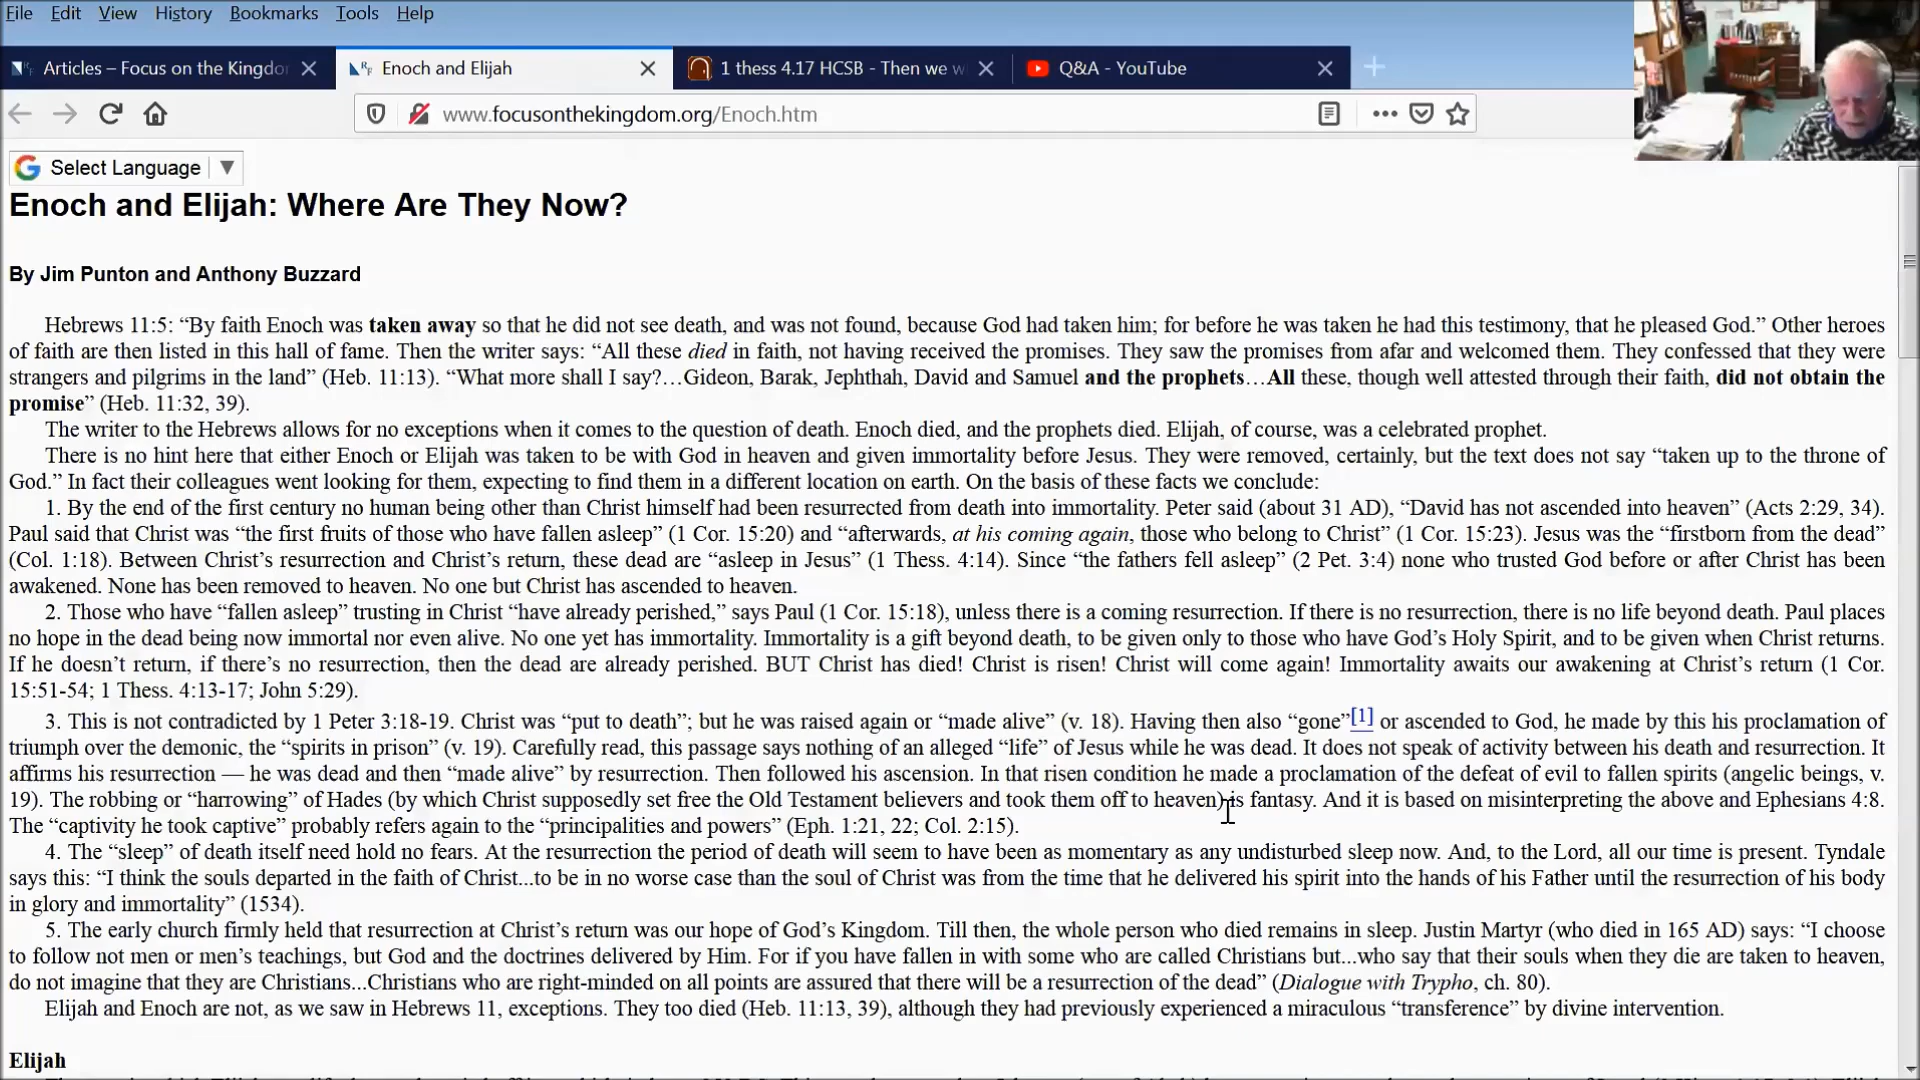 File Edit View History Bookmarks Tools Help
Articles – Focus on the Kingdo
Enoch and Elijah
1 thess 4.17 HCSB - Then we w
Q&A - YouTube
www.focusonthekingdom.org/Enoch.htm
Select Language
Enoch and Elijah: Where Are They Now?
By Jim Punton and Anthony Buzzard
Hebrews 11:5: “By faith Enoch was taken away so that he did not see death, and was not found, because God had taken him; for before he was taken he had this testimony, that he pleased God.” Other heroes
of faith are then listed in this hall of fame. Then the writer says: “All these died in faith, not having received the promises. They saw the promises from afar and welcomed them. They confessed that they were
strangers and pilgrims in the land” (Heb. 11:13). “What more shall I say?…Gideon, Barak, Jephthah, David and Samuel and the prophets…All these, though well attested through their faith, did not obtain the
promise” (Heb. 11:32, 39).
The writer to the Hebrews allows for no exceptions when it comes to the question of death. Enoch died, and the prophets died. Elijah, of course, was a celebrated prophet.
There is no hint here that either Enoch or Elijah was taken to be with God in heaven and given immortality before Jesus. They were removed, certainly, but the text does not say “taken up to the throne of
God.” In fact their colleagues went looking for them, expecting to find them in a different location on earth. On the basis of these facts we conclude:
1. By the end of the first century no human being other than Christ himself had been resurrected from death into immortality. Peter said (about 31 AD), “David has not ascended into heaven” (Acts 2:29, 34).
Paul said that Christ was “the first fruits of those who have fallen asleep” (1 Cor. 15:20) and “afterwards, at his coming again, those who belong to Christ” (1 Cor. 15:23). Jesus was the “firstborn from the dead”
(Col. 1:18). Between Christ’s resurrection and Christ’s return, these dead are “asleep in Jesus” (1 Thess. 4:14). Since “the fathers fell asleep” (2 Pet. 3:4) none who trusted God before or after Christ has been
awakened. None has been removed to heaven. No one but Christ has ascended to heaven.
2. Those who have “fallen asleep” trusting in Christ “have already perished,” says Paul (1 Cor. 15:18), unless there is a coming resurrection. If there is no resurrection, there is no life beyond death. Paul places
no hope in the dead being now immortal nor even alive. No one yet has immortality. Immortality is a gift beyond death, to be given only to those who have God’s Holy Spirit, and to be given when Christ returns.
If he doesn’t return, if there’s no resurrection, then the dead are already perished. BUT Christ has died! Christ is risen! Christ will come again! Immortality awaits our awakening at Christ’s return (1 Cor.
15:51-54; 1 Thess. 4:13-17; John 5:29).
3. This is not contradicted by 1 Peter 3:18-19. Christ was “put to death”; but he was raised again or “made alive” (v. 18). Having then also “gone”[1] or ascended to God, he made by this his proclamation of
triumph over the demonic, the “spirits in prison” (v. 19). Carefully read, this passage says nothing of an alleged “life” of Jesus while he was dead. It does not speak of activity between his death and resurrection. It
affirms his resurrection — he was dead and then “made alive” by resurrection. Then followed his ascension. In that risen condition he made a proclamation of the defeat of evil to fallen spirits (angelic beings, v.
19). The robbing or “harrowing” of Hades (by which Christ supposedly set free the Old Testament believers and took them off to heaven) is fantasy. And it is based on misinterpreting the above and Ephesians 4:8.
The “captivity he took captive” probably refers again to the “principalities and powers” (Eph. 1:21, 22; Col. 2:15).
4. The “sleep” of death itself need hold no fears. At the resurrection the period of death will seem to have been as momentary as any undisturbed sleep now. And, to the Lord, all our time is present. Tyndale
says this: “I think the souls departed in the faith of Christ...to be in no worse case than the soul of Christ was from the time that he delivered his spirit into the hands of his Father until the resurrection of his body
in glory and immortality” (1534).
5. The early church firmly held that resurrection at Christ’s return was our hope of God’s Kingdom. Till then, the whole person who died remains in sleep. Justin Martyr (who died in 165 AD) says: “I choose
to follow not men or men’s teachings, but God and the doctrines delivered by Him. For if you have fallen in with some who are called Christians but...who say that their souls when they die are taken to heaven,
do not imagine that they are Christians...Christians who are right-minded on all points are assured that there will be a resurrection of the dead” (Dialogue with Trypho, ch. 80).
Elijah and Enoch are not, as we saw in Hebrews 11, exceptions. They too died (Heb. 11:13, 39), although they had previously experienced a miraculous “transference” by divine intervention.
Elijah